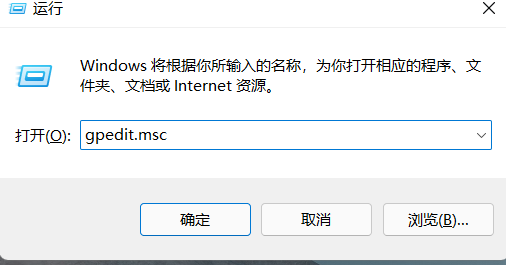 运行
Windows 将根据你所输入的名称，为你打开相应的程序、文
件夹、文档或 Internet 资源。
打开(O): gpedit.msc
确定 取消 浏览(B)...